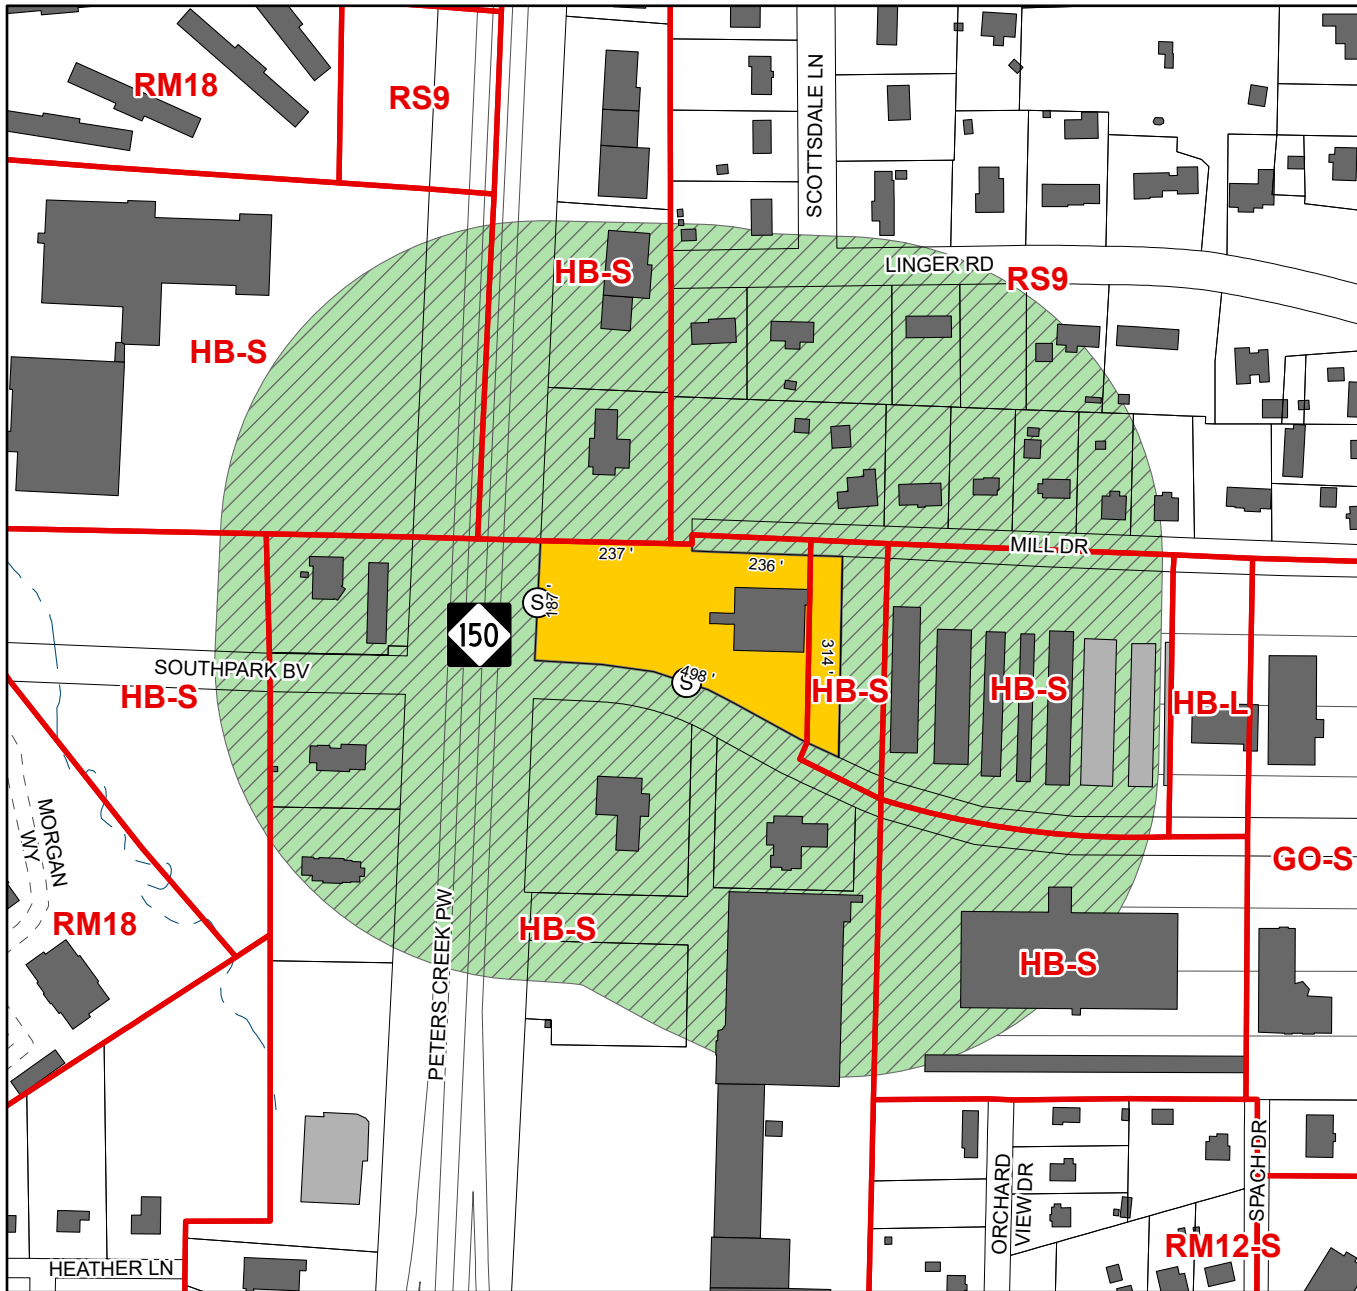 RM18
RS9
SCOTTSDALE LN
LINGER RD
RS9
HB-S
HB-S
MILL DR
237 '
236 '
187 '
S
150
314 '
498 '
S
SOUTHPARK BV
HB-S
HB-S
HB-S
HB-L
MORGAN
WY
GO-S
RM18
HB-S
HB-S
PETERS CREEK PW
ORCHARD
VIEW DR
SPACH DR
RM12-S
HEATHER LN